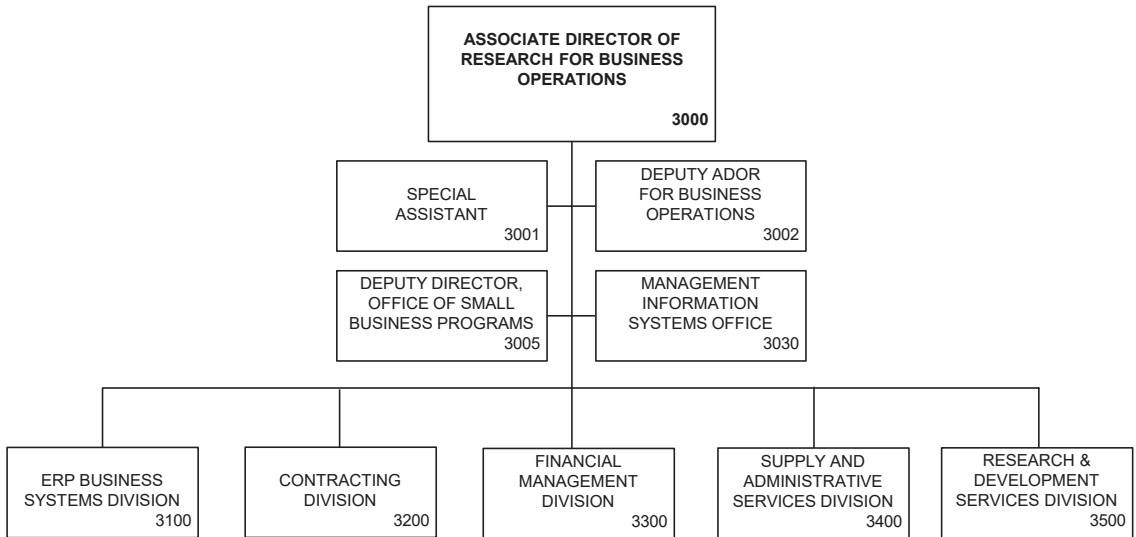 ASSOCIATE DIRECTOR OF
RESEARCH FOR BUSINESS
OPERATIONS
3000
SPECIAL
ASSISTANT
3001
DEPUTY ADOR
FOR BUSINESS
OPERATIONS
3002
DEPUTY DIRECTOR,
OFFICE OF SMALL
BUSINESS PROGRAMS
3005
MANAGEMENT
INFORMATION
SYSTEMS OFFICE
3030
ERP BUSINESS
SYSTEMS DIVISION
3100
CONTRACTING
DIVISION
3200
FINANCIAL
MANAGEMENT
DIVISION
3300
SUPPLY AND
ADMINISTRATIVE
SERVICES DIVISION
3400
RESEARCH &
DEVELOPMENT
SERVICES DIVISION
3500